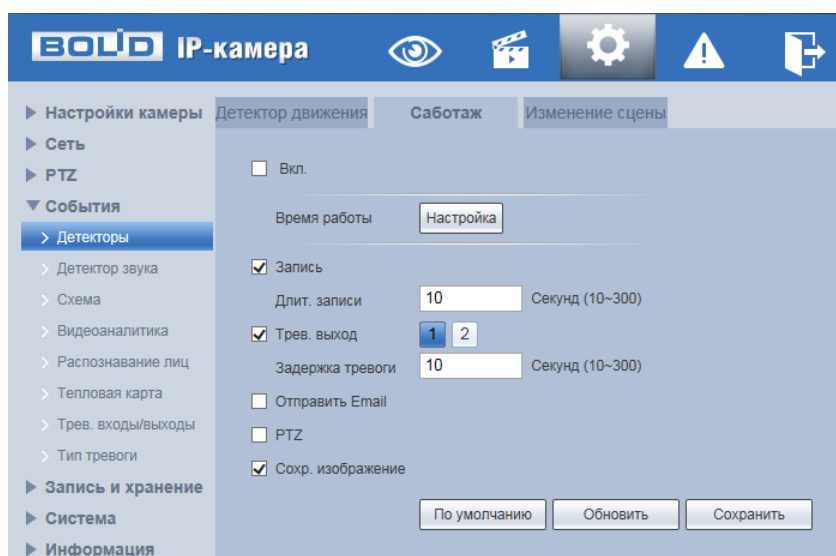 BOLID IP-камера
Настройки камеры
Сеть
PTZ
События
Детекторы
Детектор звука
Схема
Видеоаналитика
Распознавание лиц
Тепловая карта
Трев. входы/выходы
Тип тревоги
Запись и хранение
Система
Информация
Детектор движения Саботаж Изменение сцены
Вкл.
Время работы Настройка
Запись
Длит. записи 10 Секунд (10~300)
Трев. выход 1 2
Задержка тревоги 10 Секунд (10~300)
Отправить Email
PTZ
Сохр. изображение
По умолчанию Обновить Сохранить